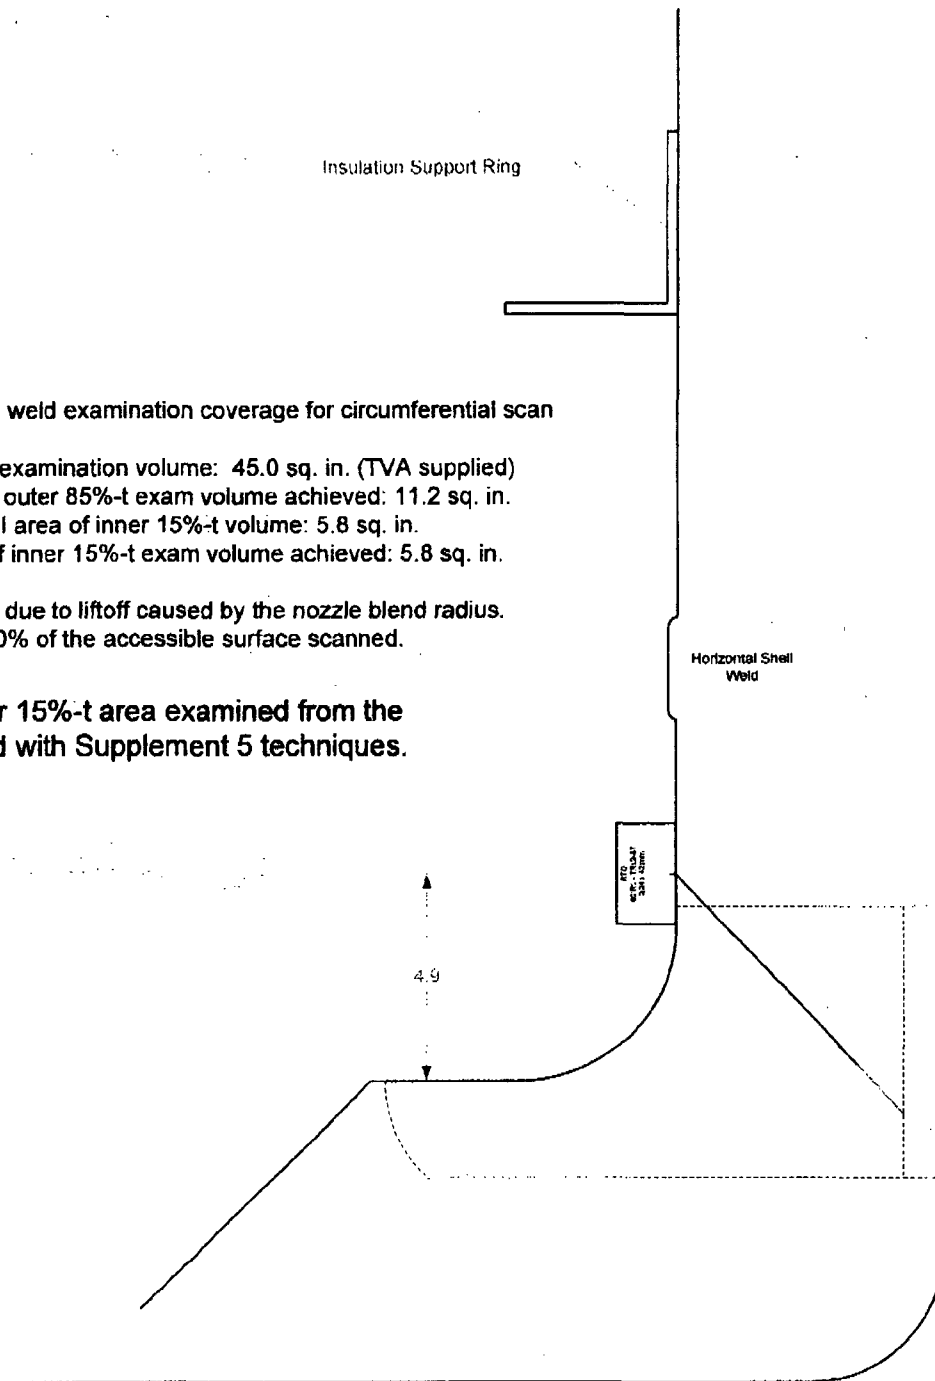 Insulation Support Ring
weld examination coverage for circumferential scan
examination volume: 45.0 sq. in. (TVA supplied)
outer 85%-t exam volume achieved: 11.2 sq. in.
l area of inner 15%-t volume: 5.8 sq. in.
f inner 15%-t exam volume achieved: 5.8 sq. in.
due to liftoff caused by the nozzle blend radius.
0% of the accessible surface scanned.
Horizontal Shell
Weld
r 15%-t area examined from the
d with Supplement 5 techniques.
4.9